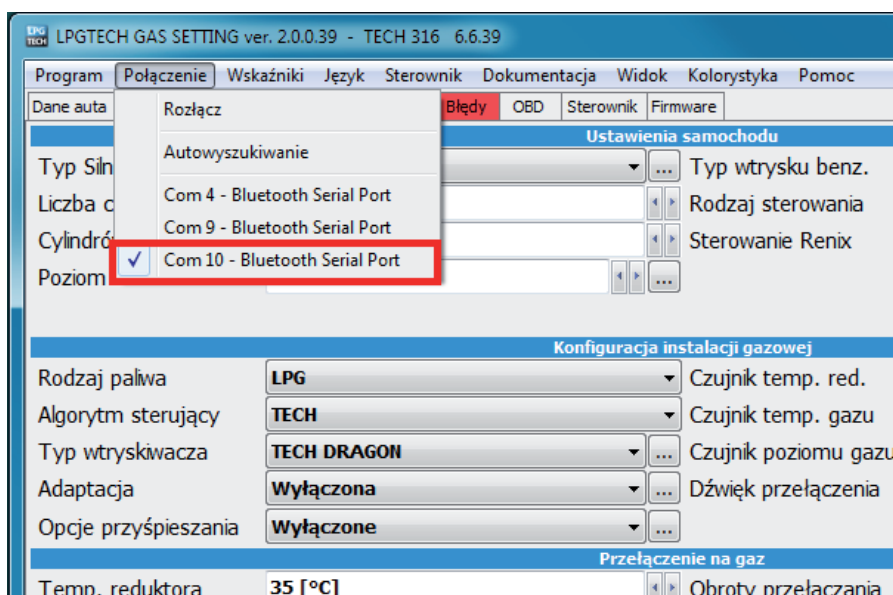 LPG TECH LPGTECH GAS SETTING ver. 2.0.0.39 - TECH 316 6.6.39
Program Połączenie Wskaźniki Język Sterownik Dokumentacja Widok Kolorystyka Pomoc
Dane auta Błędy OBD Sterownik Firmware
Rozłącz
Autowyszukiwanie
Com 4 - Bluetooth Serial Port
Com 9 - Bluetooth Serial Port
Com 10 - Bluetooth Serial Port
Ustawienia samochodu
Typ Siln ... Typ wtrysku benz.
Liczba c Rodzaj sterowania
Cylindró Sterowanie Renix
Poziom ...
Konfiguracja instalacji gazowej
Rodzaj paliwa LPG Czujnik temp. red.
Algorytm sterujący TECH Czujnik temp. gazu
Typ wtryskiwacza TECH DRAGON ... Czujnik poziomu gazu
Adaptacja Wyłączona ... Dźwięk przełączenia
Opcje przyśpieszania Wyłączone ...
Przełączenie na gaz
Temp. reduktora 35 [°C] Obroty przełączania